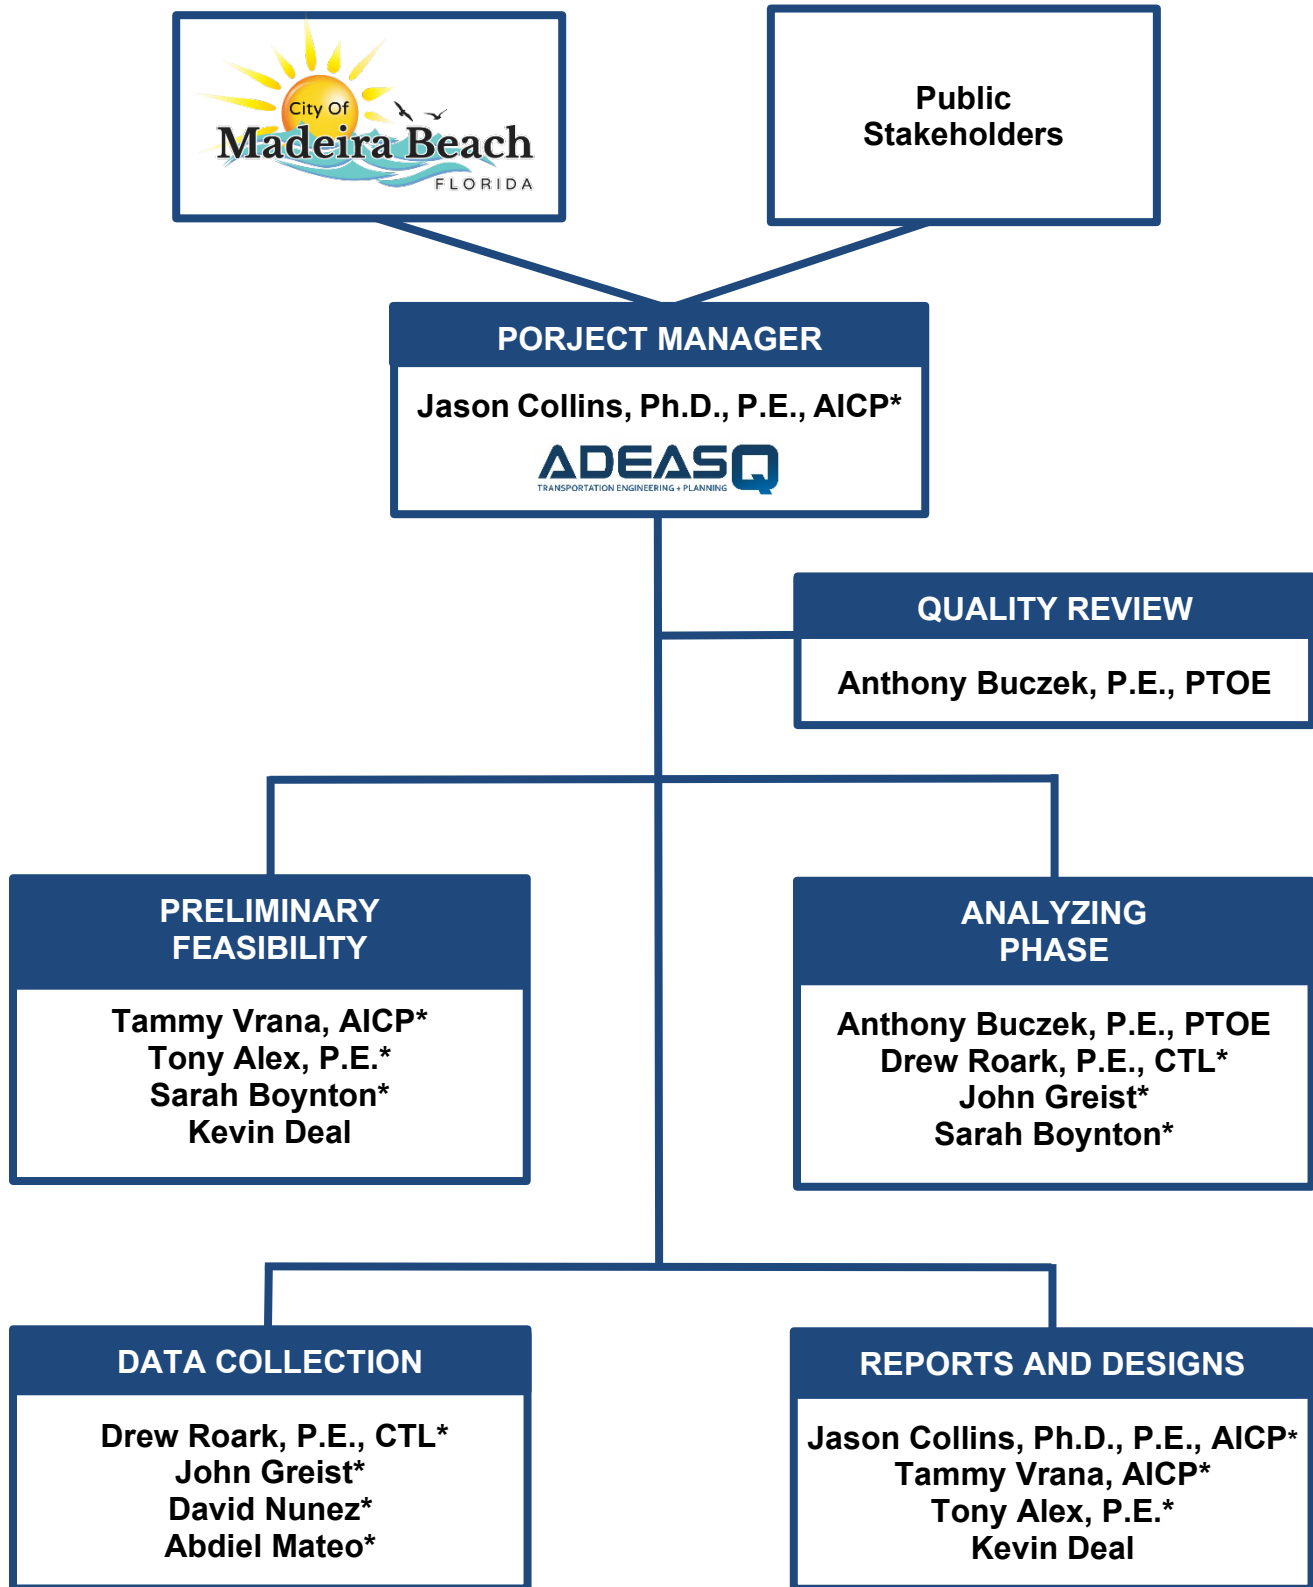 City Of
Madeira Beach
FLORIDA
Public
Stakeholders
PORJECT MANAGER
Jason Collins, Ph.D., P.E., AICP*
ADEASQ
TRANSPORTATION ENGINEERING + PLANNING
QUALITY REVIEW
Anthony Buczek, P.E., PTOE
PRELIMINARY
FEASIBILITY
Tammy Vrana, AICP*
Tony Alex, P.E.*
Sarah Boynton*
Kevin Deal
ANALYZING
PHASE
Anthony Buczek, P.E., PTOE
Drew Roark, P.E., CTL*
John Greist*
Sarah Boynton*
DATA COLLECTION
Drew Roark, P.E., CTL*
John Greist*
David Nunez*
Abdiel Mateo*
REPORTS AND DESIGNS
Jason Collins, Ph.D., P.E., AICP*
Tammy Vrana, AICP*
Tony Alex, P.E.*
Kevin Deal